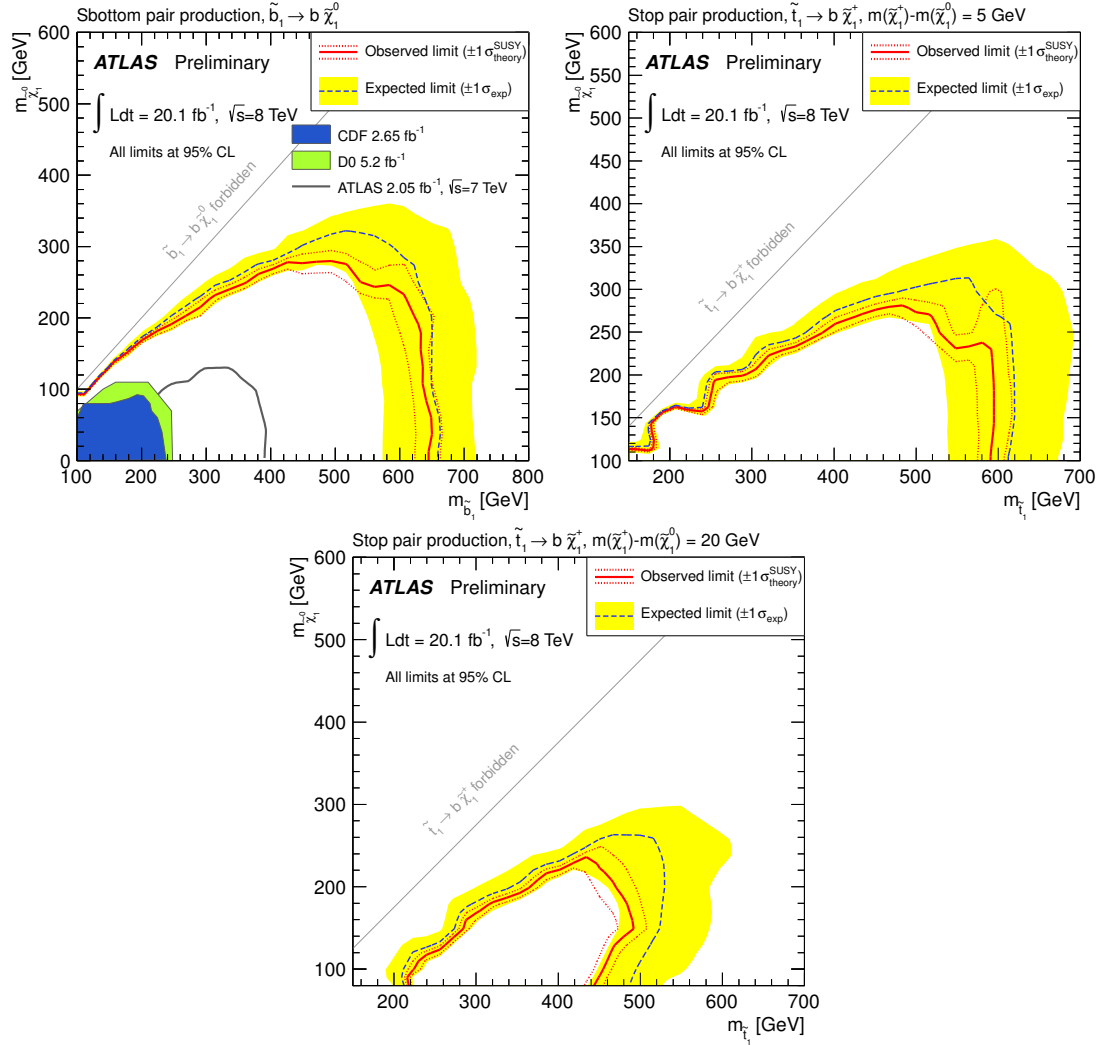 Sbottom pair production, b̃₁ → b χ̃₁⁰
m_χ̃₁⁰ [GeV]
ATLAS Preliminary
∫ Ldt = 20.1 fb⁻¹, √s=8 TeV
All limits at 95% CL
Observed limit (±1 σ_theory^SUSY)
Expected limit (±1 σ_exp)
CDF 2.65 fb⁻¹
D0 5.2 fb⁻¹
ATLAS 2.05 fb⁻¹, √s=7 TeV
b̃₁ → b χ̃₁⁰ forbidden
600
500
400
300
200
100
0
100 200 300 400 500 600 700 800
m_b̃₁ [GeV]
Stop pair production, t̃₁ → b χ̃₁⁺, m(χ̃₁⁺)-m(χ̃₁⁰) = 5 GeV
m_χ̃₁⁰ [GeV]
ATLAS Preliminary
∫ Ldt = 20.1 fb⁻¹, √s=8 TeV
All limits at 95% CL
Observed limit (±1 σ_theory^SUSY)
Expected limit (±1 σ_exp)
t̃₁ → b χ̃₁⁺ forbidden
600
550
500
450
400
350
300
250
200
150
100
200 300 400 500 600 700
m_t̃₁ [GeV]
Stop pair production, t̃₁ → b χ̃₁⁺, m(χ̃₁⁺)-m(χ̃₁⁰) = 20 GeV
m_χ̃₁⁰ [GeV]
ATLAS Preliminary
∫ Ldt = 20.1 fb⁻¹, √s=8 TeV
All limits at 95% CL
Observed limit (±1 σ_theory^SUSY)
Expected limit (±1 σ_exp)
t̃₁ → b χ̃₁⁺ forbidden
600
500
400
300
200
100
200 300 400 500 600 700
m_t̃₁ [GeV]